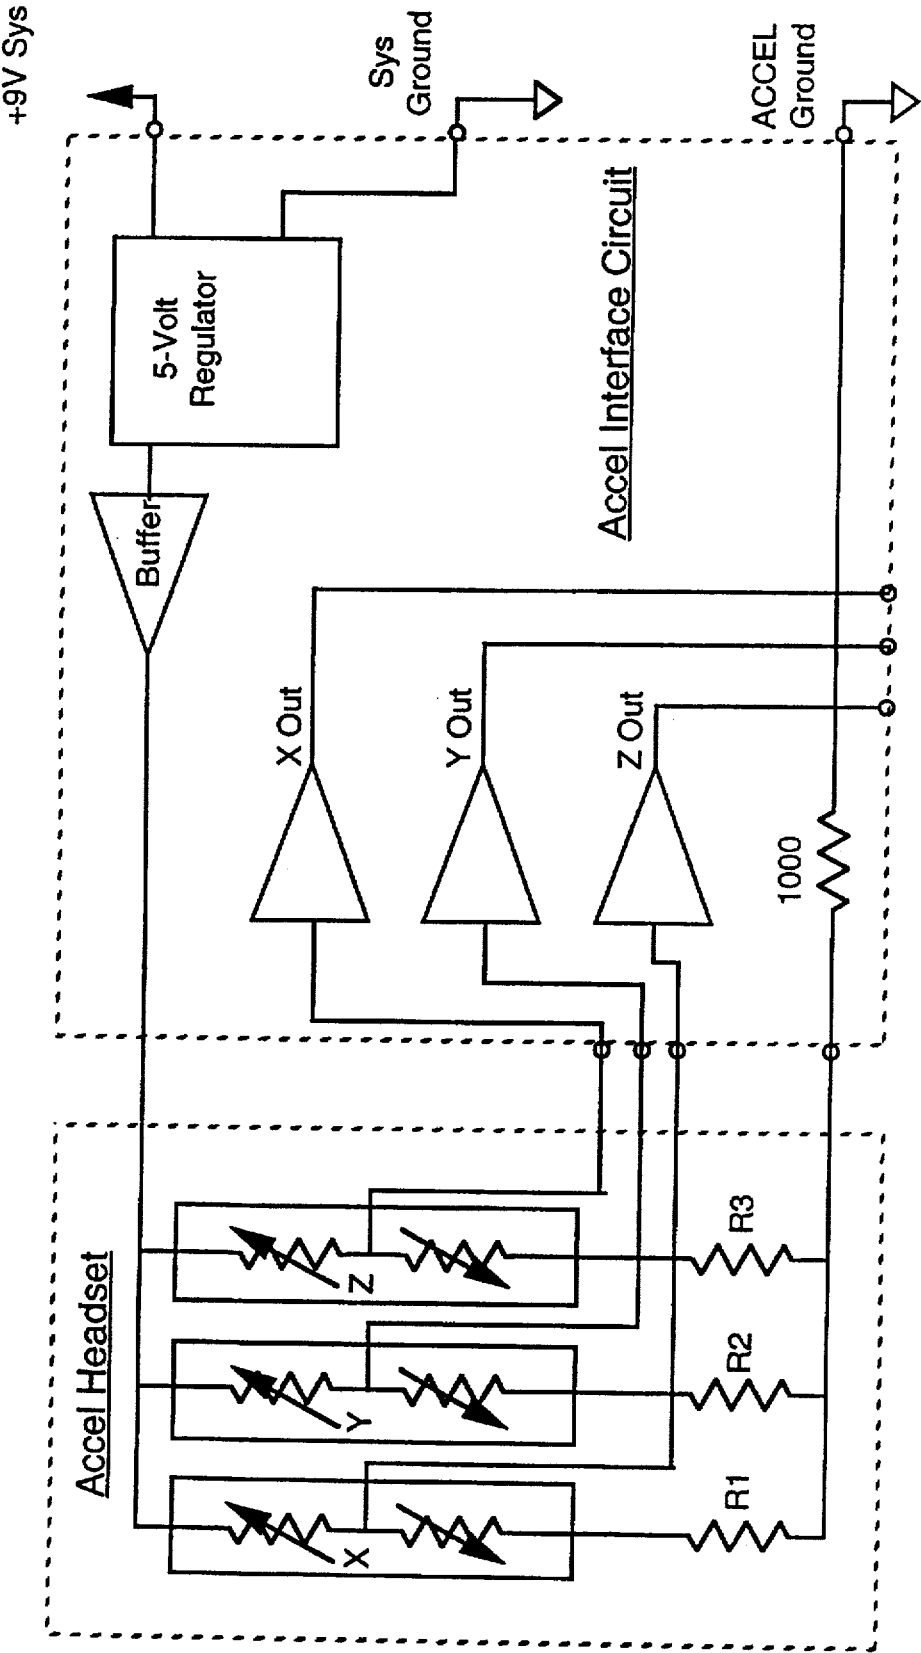 Accel Headset
X
Y
Z
R1
R2
R3
1000
X Out
Y Out
Z Out
Buffer
5-Volt
Regulator
Accel Interface Circuit
+9V Sys
Sys
Ground
ACCEL
Ground